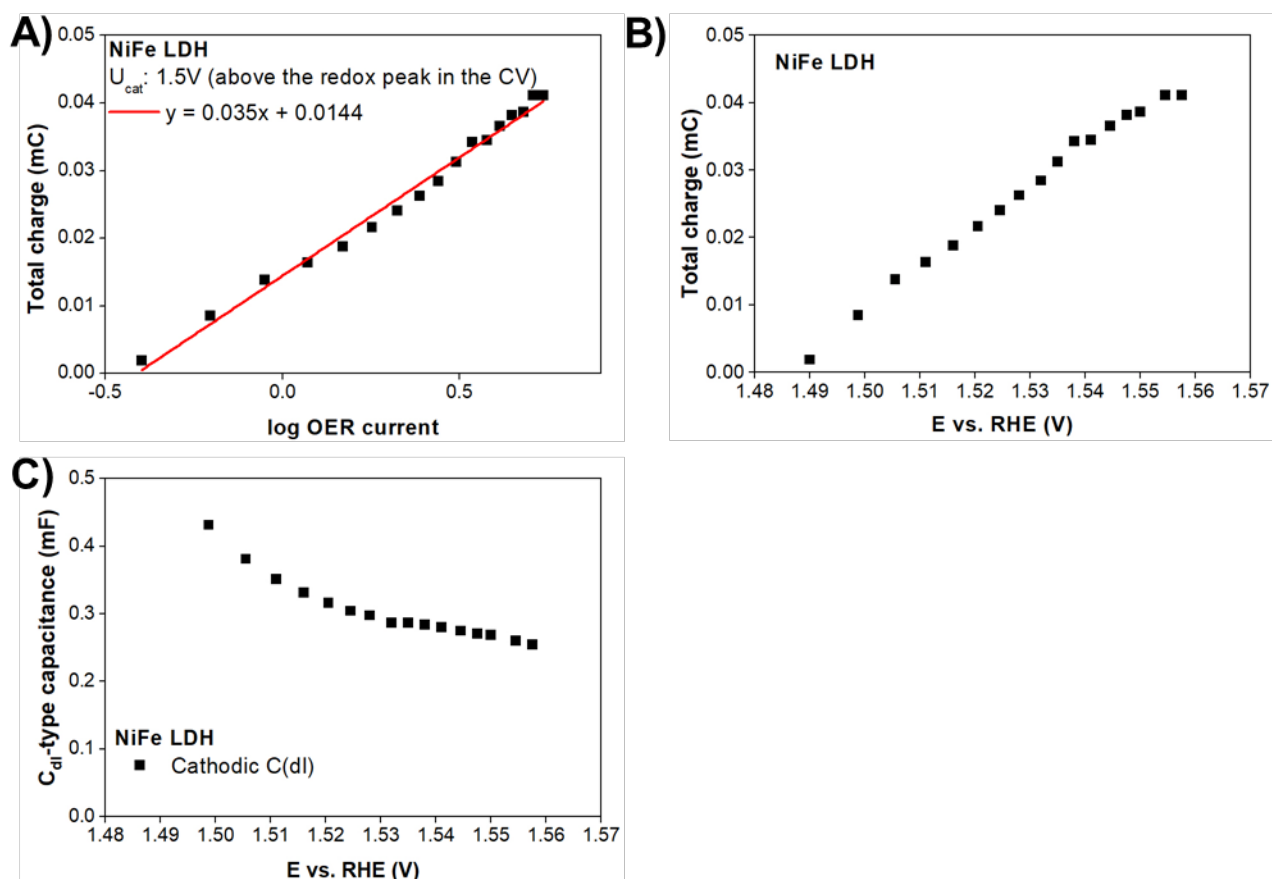 A)
NiFe LDH
U_cat: 1.5V (above the redox peak in the CV)
y = 0.035x + 0.0144
Total charge (mC)
0.05
0.04
0.03
0.02
0.01
0.00
-0.5
0.0
0.5
log OER current
B)
NiFe LDH
Total charge (mC)
0.05
0.04
0.03
0.02
0.01
0.00
1.48 1.49 1.50 1.51 1.52 1.53 1.54 1.55 1.56 1.57
E vs. RHE (V)
C)
C_dl-type capacitance (mF)
0.5
0.4
0.3
0.2
0.1
0.0
NiFe LDH
Cathodic C(dl)
1.48 1.49 1.50 1.51 1.52 1.53 1.54 1.55 1.56 1.57
E vs. RHE (V)